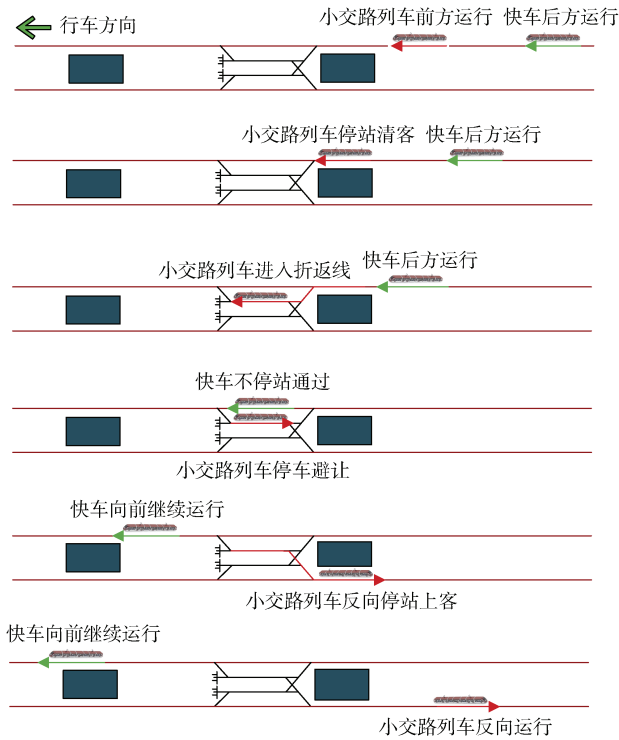 行车方向
小交路列车前方运行 快车后方运行
小交路列车停站清客 快车后方运行
小交路列车进入折返线 快车后方运行
快车不停站通过
小交路列车停车避让
快车向前继续运行
小交路列车反向停站上客
快车向前继续运行
小交路列车反向运行